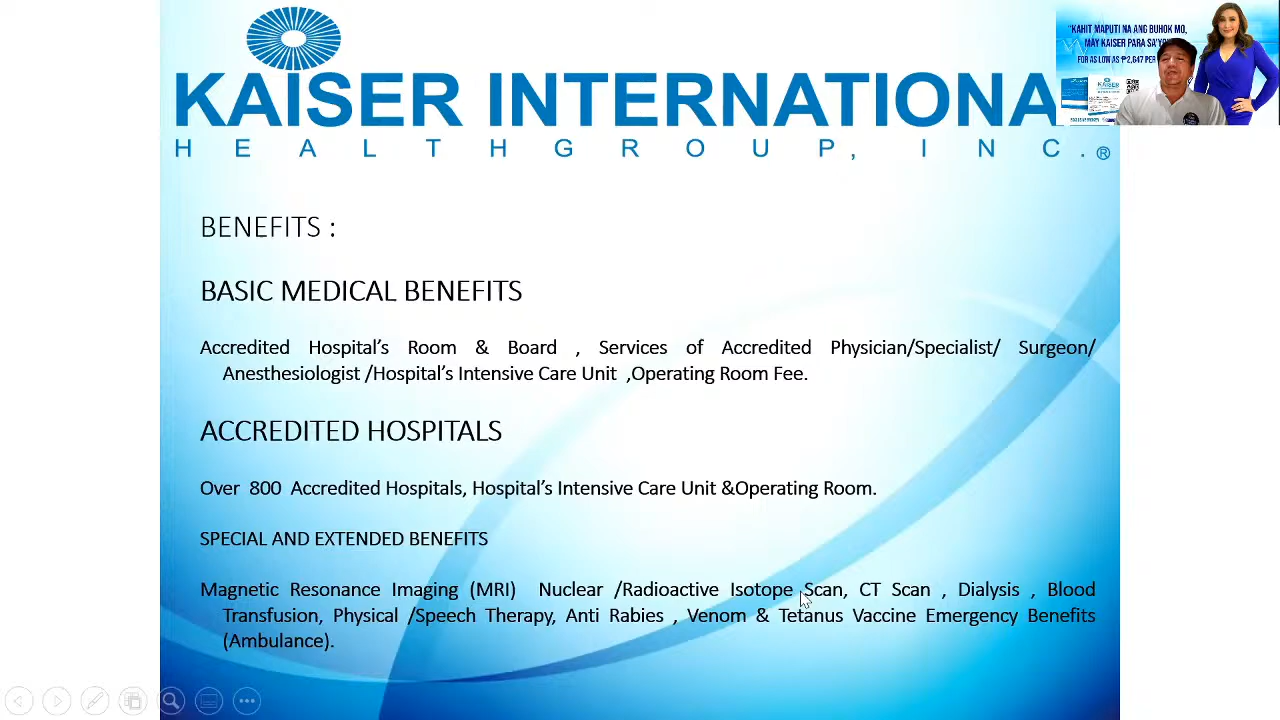 "KAHIT MAPUTI NA ANG BUHOK MO,
MAY KAISER PARA SA'YO
FOR AS LOW AS ₱2,647 PER
KAISER INTERNATIONA
HEALTHGROUP, INC.®
BENEFITS :
BASIC MEDICAL BENEFITS
Accredited Hospital's Room & Board , Services of Accredited Physician/Specialist/ Surgeon/
Anesthesiologist /Hospital's Intensive Care Unit ,Operating Room Fee.
ACCREDITED HOSPITALS
Over 800 Accredited Hospitals, Hospital's Intensive Care Unit &Operating Room.
SPECIAL AND EXTENDED BENEFITS
Magnetic Resonance Imaging (MRI) Nuclear /Radioactive Isotope Scan, CT Scan , Dialysis , Blood
Transfusion, Physical /Speech Therapy, Anti Rabies , Venom & Tetanus Vaccine Emergency Benefits
(Ambulance).